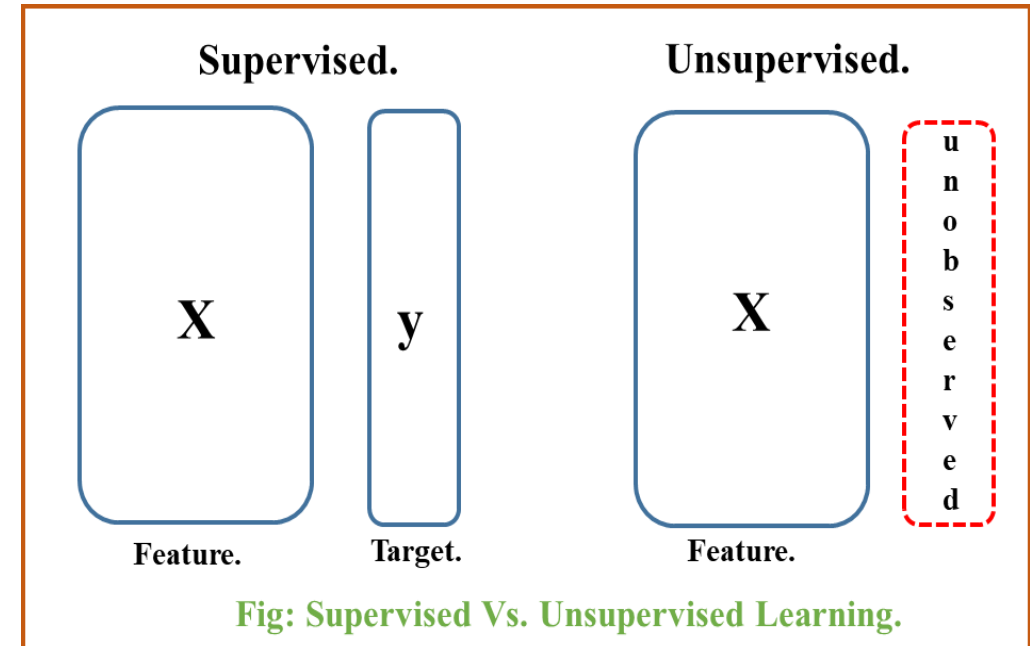 Supervised.
Unsupervised.
X
y
X
u
n
o
b
s
e
r
v
e
d
Feature.
Target.
Feature.
Fig: Supervised Vs. Unsupervised Learning.